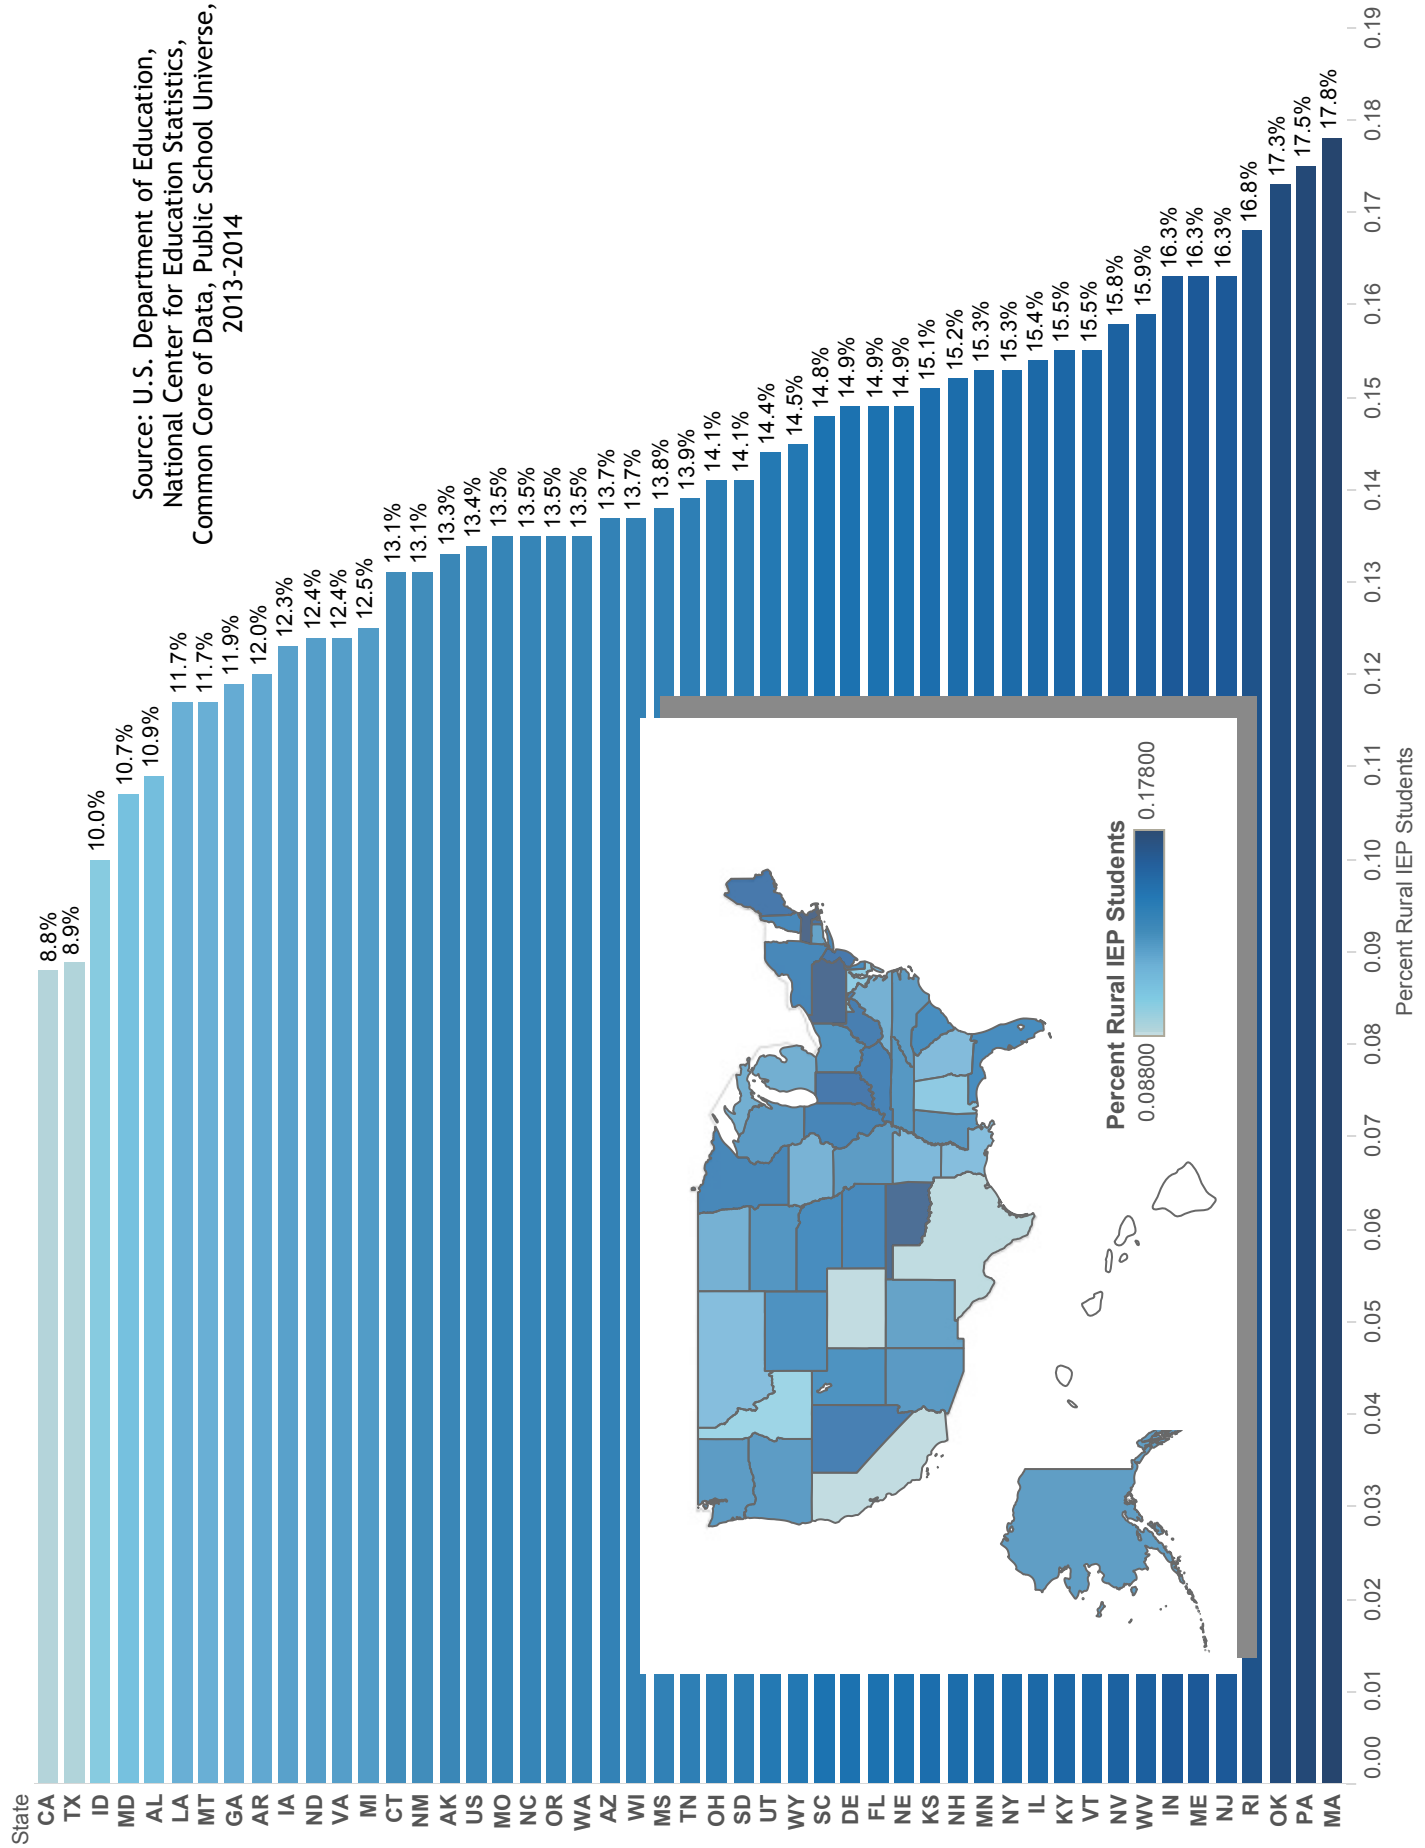 Source: U.S. Department of Education,
National Center for Education Statistics,
Common Core of Data, Public School Universe,
2013-2014
State
CA 8.8%
TX 8.9%
ID 10.0%
MD 10.7%
AL 10.9%
LA 11.7%
MT 11.7%
GA 11.9%
AR 12.0%
IA 12.3%
ND 12.4%
VA 12.4%
MI 12.5%
CT 13.1%
NM 13.1%
AK 13.3%
US 13.4%
MO 13.5%
NC 13.5%
OR 13.5%
WA 13.5%
AZ 13.7%
WI 13.7%
MS 13.8%
TN 13.9%
OH 14.1%
SD 14.1%
UT 14.4%
WY 14.5%
SC 14.8%
DE 14.9%
FL 14.9%
NE 14.9%
KS 15.1%
NH 15.2%
MN 15.3%
NY 15.3%
IL 15.4%
KY 15.5%
VT 15.5%
NV 15.8%
WV 15.9%
IN 16.3%
ME 16.3%
NJ 16.3%
RI 16.8%
OK 17.3%
PA 17.5%
MA 17.8%
Percent Rural IEP Students
0.08800 0.17800
0.00 0.01 0.02 0.03 0.04 0.05 0.06 0.07 0.08 0.09 0.10 0.11 0.12 0.13 0.14 0.15 0.16 0.17 0.18 0.19
Percent Rural IEP Students